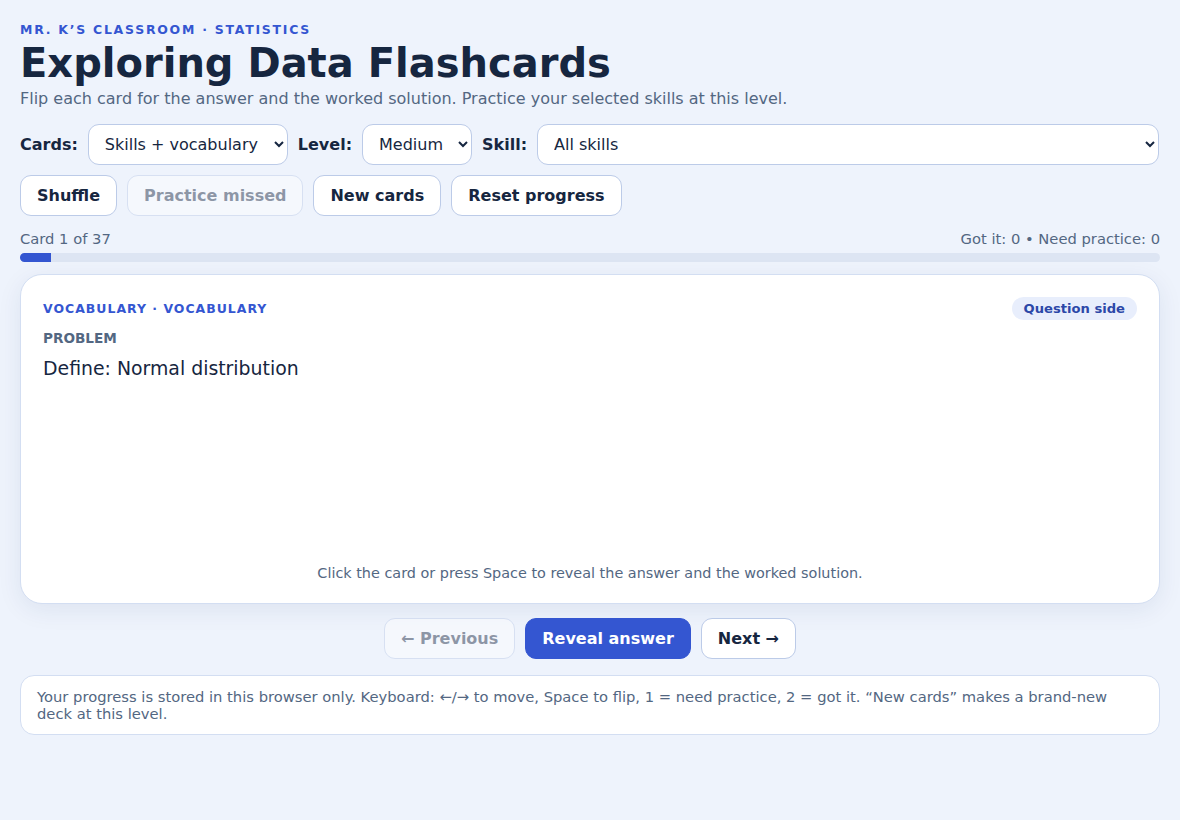 MR. K’S CLASSROOM · STATISTICS
Exploring Data Flashcards
Flip each card for the answer and the worked solution. Practice your selected skills at this level.
Cards: Skills + vocabulary Level: Medium Skill: All skills
Shuffle Practice missed New cards Reset progress
Card 1 of 37 Got it: 0 • Need practice: 0
VOCABULARY · VOCABULARY Question side
PROBLEM
Define: Normal distribution
Click the card or press Space to reveal the answer and the worked solution.
← Previous Reveal answer Next →
Your progress is stored in this browser only. Keyboard: ←/→ to move, Space to flip, 1 = need practice, 2 = got it. “New cards” makes a brand-new
deck at this level.